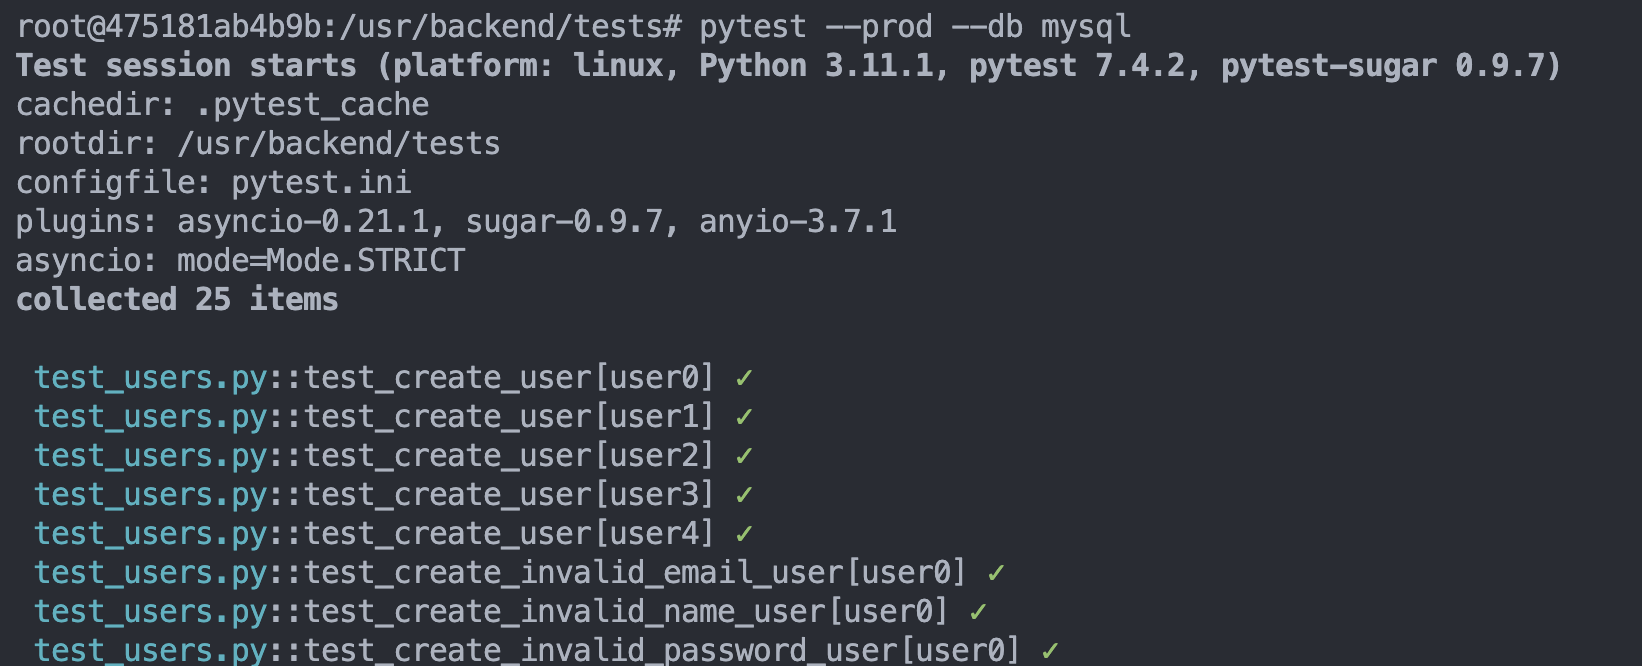 root@475181ab4b9b:/usr/backend/tests# pytest --prod --db mysql
Test session starts (platform: linux, Python 3.11.1, pytest 7.4.2, pytest-sugar 0.9.7)
cachedir: .pytest_cache
rootdir: /usr/backend/tests
configfile: pytest.ini
plugins: asyncio-0.21.1, sugar-0.9.7, anyio-3.7.1
asyncio: mode=Mode.STRICT
collected 25 items
test_users.py::test_create_user[user0] ✓
test_users.py::test_create_user[user1] ✓
test_users.py::test_create_user[user2] ✓
test_users.py::test_create_user[user3] ✓
test_users.py::test_create_user[user4] ✓
test_users.py::test_create_invalid_email_user[user0] ✓
test_users.py::test_create_invalid_name_user[user0] ✓
test_users.py::test_create_invalid_password_user[user0] ✓